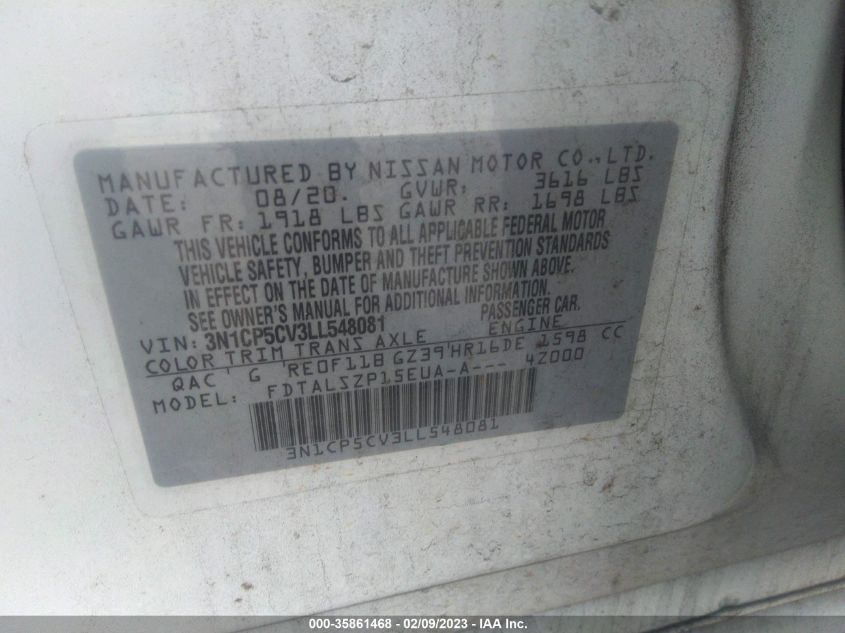 MANUFACTURED BY NISSAN MOTOR CO.,LTD.
DATE: 08/20. GVWR: 3616 LBS
GAWR FR: 1918 LBS GAWR RR: 1698 LBS
THIS VEHICLE CONFORMS TO ALL APPLICABLE FEDERAL MOTOR
VEHICLE SAFETY, BUMPER AND THEFT PREVENTION STANDARDS
IN EFFECT ON THE DATE OF MANUFACTURE SHOWN ABOVE.
SEE OWNER'S MANUAL FOR ADDITIONAL INFORMATION.
VIN: 3N1CP5CV3LL548081 PASSENGER CAR.
COLOR TRIM TRANS AXLE ENGINE
QAC ' G 'RE0F11B GZ39'HR16DE 1598 CC
MODEL: FDTALSZP15EUA-A--- 42000
3N1CP5CV3LL548081
000-35861468 - 02/09/2023 - IAA Inc.